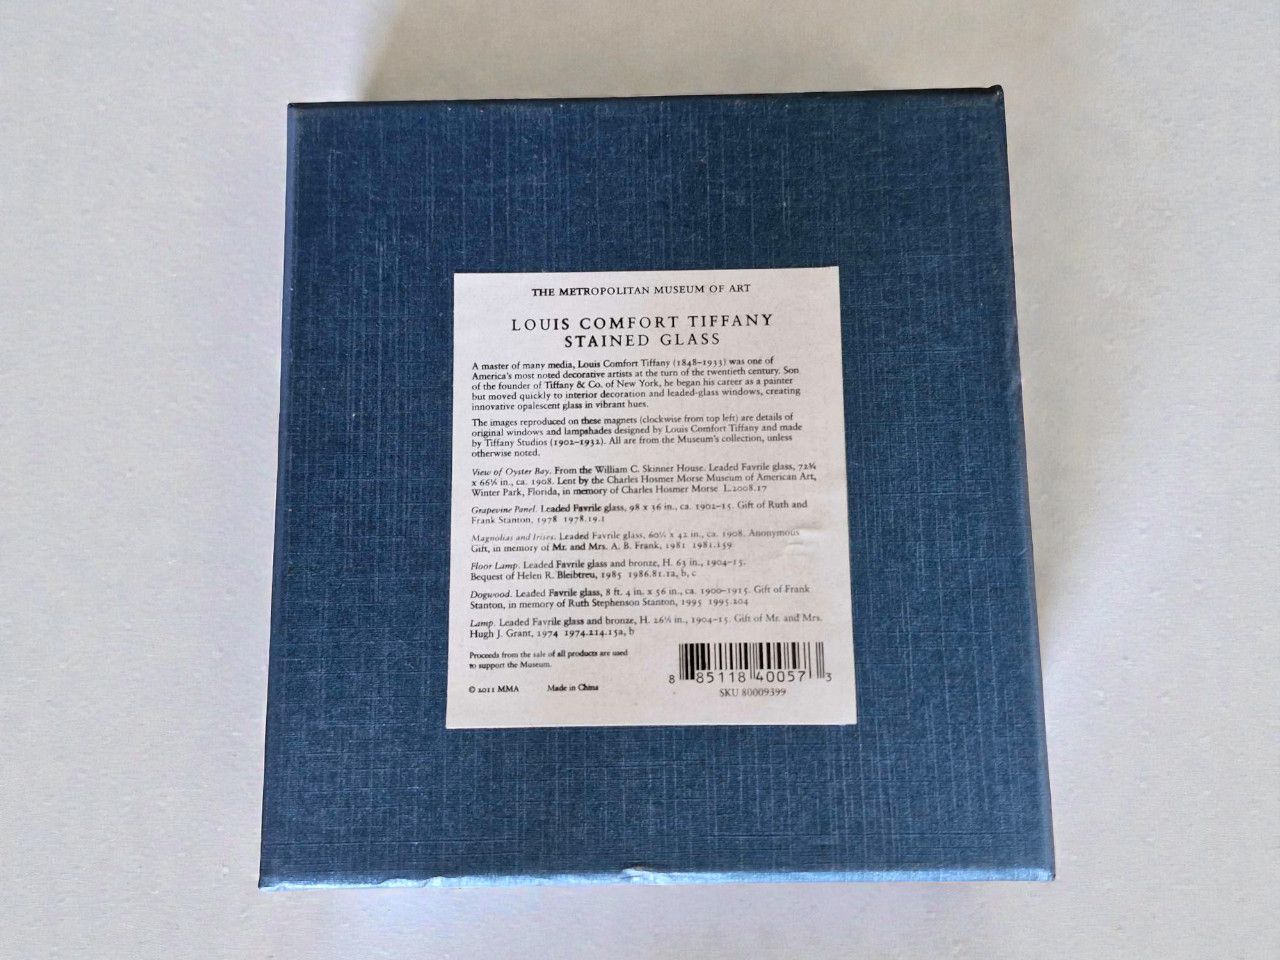 THE METROPOLITAN MUSEUM OF ART
LOUIS COMFORT TIFFANY
STAINED GLASS
A master of many media, Louis Comfort Tiffany (1848–1933) was one of
America's most noted decorative artists at the turn of the twentieth century. Son
of the founder of Tiffany & Co. of New York, he began his career as a painter
but moved quickly to interior decoration and leaded-glass windows, creating
innovative opalescent glass in vibrant hues.
The images reproduced on these magnets (clockwise from top left) are details of
original windows and lampshades designed by Louis Comfort Tiffany and made
by Tiffany Studios (1902–1932). All are from the Museum's collection, unless
otherwise noted.
View of Oyster Bay. From the William C. Skinner House. Leaded Favrile glass, 72¾
x 66½ in., ca. 1908. Lent by the Charles Hosmer Morse Museum of American Art,
Winter Park, Florida, in memory of Charles Hosmer Morse L.2008.17
Grapevine Panel. Leaded Favrile glass, 98 x 36 in., ca. 1902–15. Gift of Ruth and
Frank Stanton, 1978 1978.19.1
Magnolias and Irises. Leaded Favrile glass, 60¼ x 42 in., ca. 1908. Anonymous
Gift, in memory of Mr. and Mrs. A. B. Frank, 1981 1981.159
Floor Lamp. Leaded Favrile glass and bronze, H. 63 in., 1904–15.
Bequest of Helen R. Bleibtreu, 1985 1986.81.1a, b, c
Dogwood. Leaded Favrile glass, 8 ft. 4 in. x 56 in., ca. 1900–1915. Gift of Frank
Stanton, in memory of Ruth Stephenson Stanton, 1995 1995.204
Lamp. Leaded Favrile glass and bronze, H. 26½ in., 1904–15. Gift of Mr. and Mrs.
Hugh J. Grant, 1974 1974.214.15a, b
Proceeds from the sale of all products are used
to support the Museum.
© 2011 MMA Made in China
8 85118 40057 3
SKU 80009399